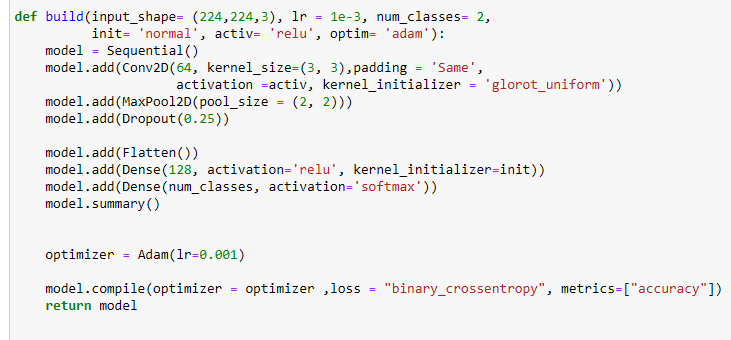 def build(input_shape= (224,224,3), lr = 1e-3, num_classes= 2,
          init= 'normal', activ= 'relu', optim= 'adam'):
    model = Sequential()
    model.add(Conv2D(64, kernel_size=(3, 3),padding = 'Same',
                     activation =activ, kernel_initializer = 'glorot_uniform'))
    model.add(MaxPool2D(pool_size = (2, 2)))
    model.add(Dropout(0.25))

    model.add(Flatten())
    model.add(Dense(128, activation='relu', kernel_initializer=init))
    model.add(Dense(num_classes, activation='softmax'))
    model.summary()


    optimizer = Adam(lr=0.001)

    model.compile(optimizer = optimizer ,loss = "binary_crossentropy", metrics=["accuracy"])
    return model